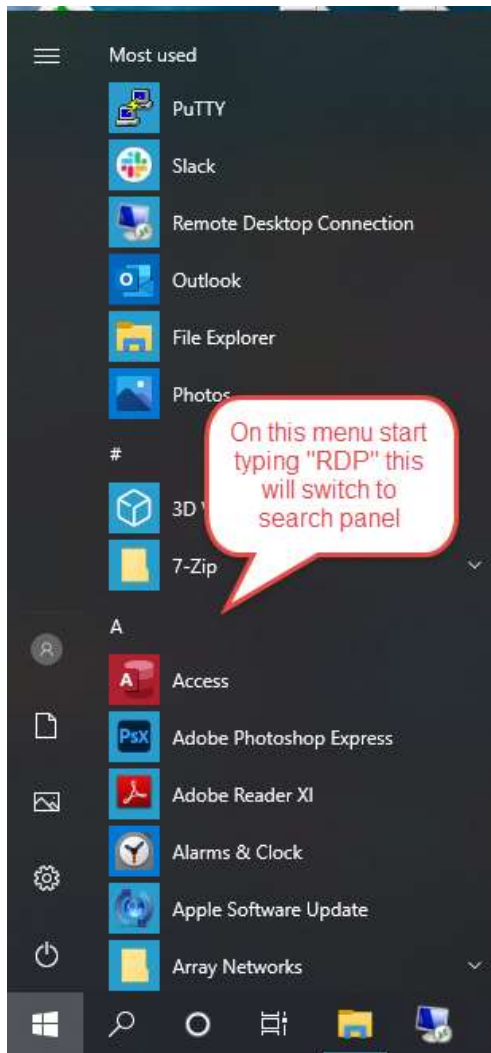 Most used
PuTTY
Slack
Remote Desktop Connection
Outlook
File Explorer
Photos
On this menu start
typing "RDP" this
will switch to
search panel
#
3D
7-Zip
A
A
Access
PsX
Adobe Photoshop Express
Adobe Reader XI
Alarms & Clock
Apple Software Update
Array Networks